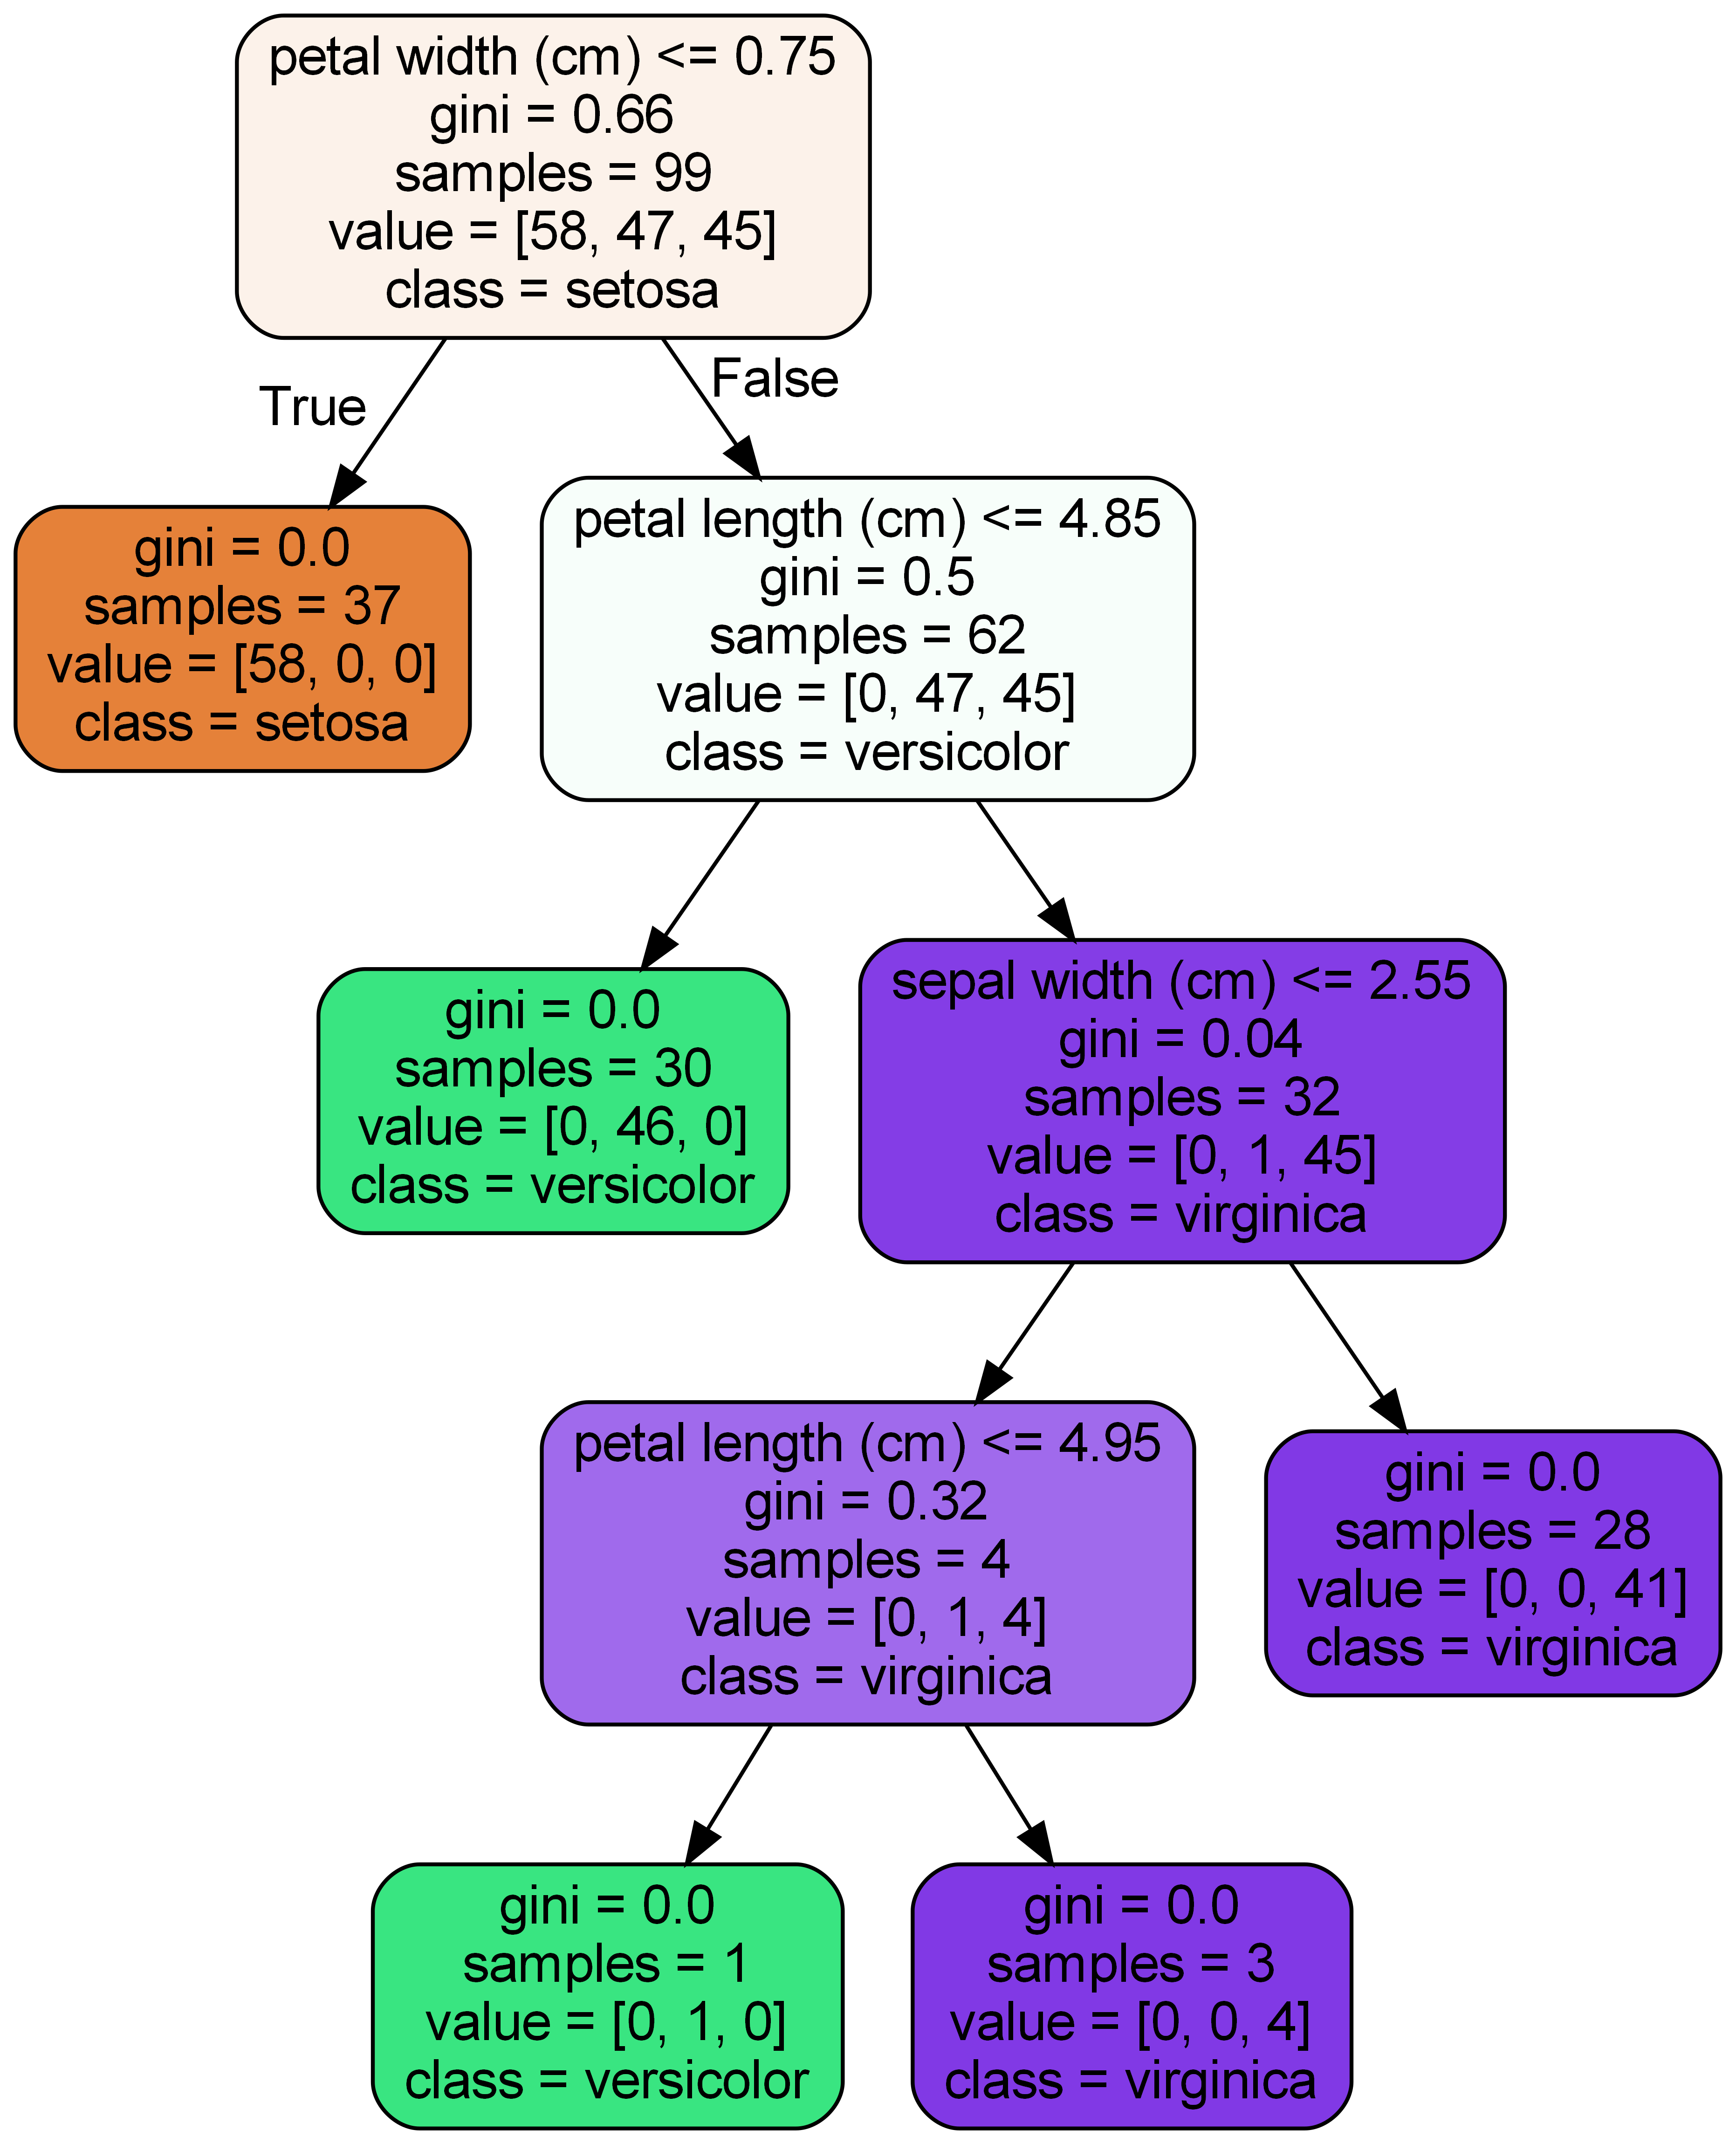 petal width (cm) <= 0.75
gini = 0.66
samples = 99
value = [58, 47, 45]
class = setosa
True
False
gini = 0.0
samples = 37
value = [58, 0, 0]
class = setosa
petal length (cm) <= 4.85
gini = 0.5
samples = 62
value = [0, 47, 45]
class = versicolor
gini = 0.0
samples = 30
value = [0, 46, 0]
class = versicolor
sepal width (cm) <= 2.55
gini = 0.04
samples = 32
value = [0, 1, 45]
class = virginica
petal length (cm) <= 4.95
gini = 0.32
samples = 4
value = [0, 1, 4]
class = virginica
gini = 0.0
samples = 28
value = [0, 0, 41]
class = virginica
gini = 0.0
samples = 1
value = [0, 1, 0]
class = versicolor
gini = 0.0
samples = 3
value = [0, 0, 4]
class = virginica